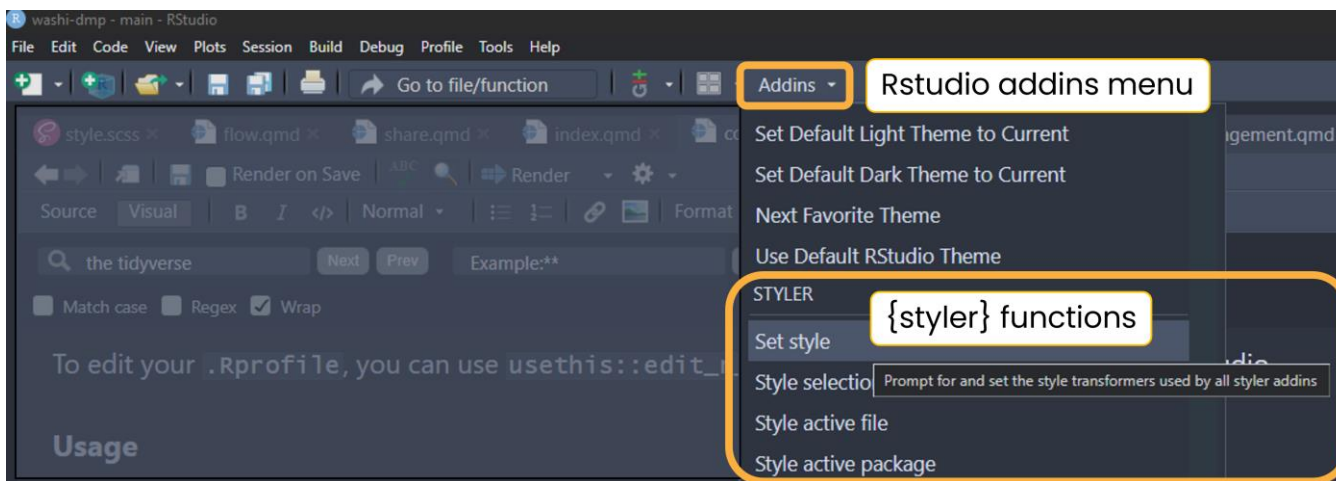 washi-dmp - main - RStudio
File Edit Code View Plots Session Build Debug Profile Tools Help
Go to file/function
Addins
Rstudio addins menu
style.scss
flow.qmd
share.qmd
index.qmd
gement.qmd
Set Default Light Theme to Current
Render on Save
ABC
Render
Set Default Dark Theme to Current
Source Visual B I </> Normal Format
Next Favorite Theme
the tidyverse Next Prev Example:**
Use Default RStudio Theme
Match case Regex Wrap
STYLER
{styler} functions
Set style
To edit your .Rprofile, you can use usethis::edit_r
Style selectio
Prompt for and set the style transformers used by all styler addins
Style active file
Usage
Style active package